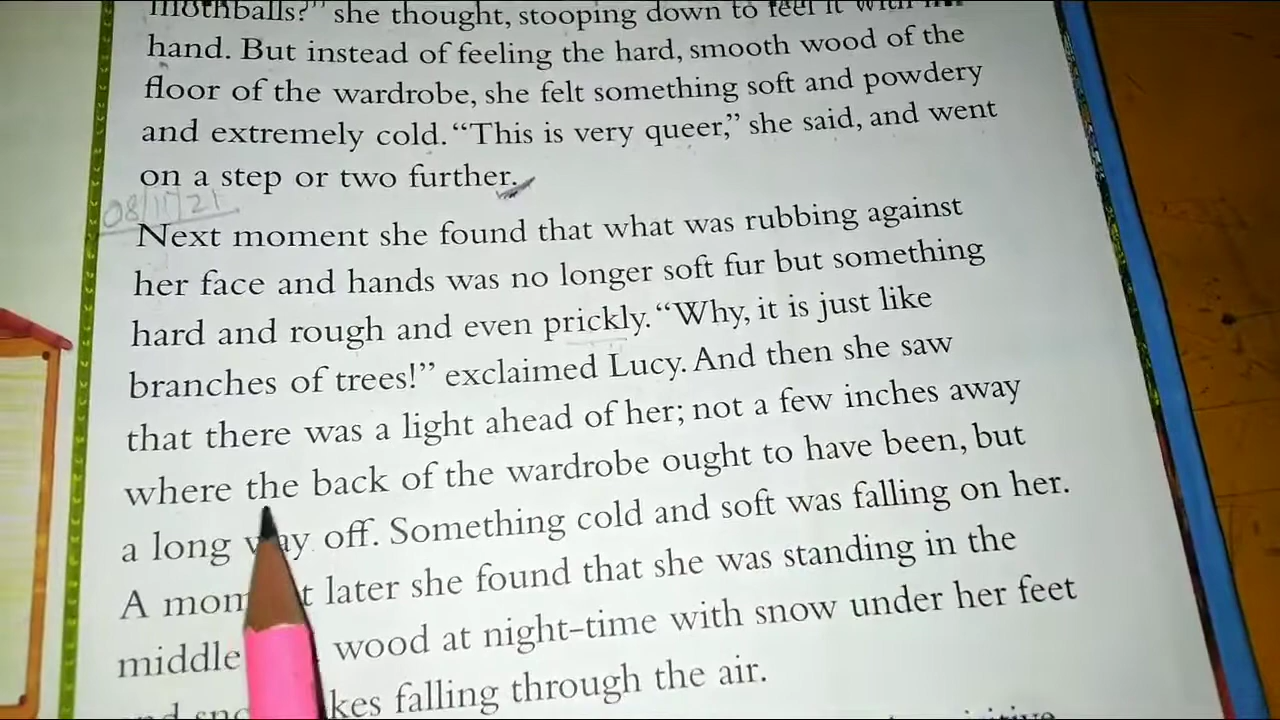 mothballs?" she thought, stooping down to feel it with
hand. But instead of feeling the hard, smooth wood of the
floor of the wardrobe, she felt something soft and powdery
and extremely cold. "This is very queer," she said, and went
on a step or two further.
08/11/21
Next moment she found that what was rubbing against
her face and hands was no longer soft fur but something
hard and rough and even prickly. "Why, it is just like
branches of trees!" exclaimed Lucy. And then she saw
that there was a light ahead of her; not a few inches away
where the back of the wardrobe ought to have been, but
a long way off. Something cold and soft was falling on her.
A later she found that she was standing in the
middle wood at night-time with snow under her feet
falling through the air.